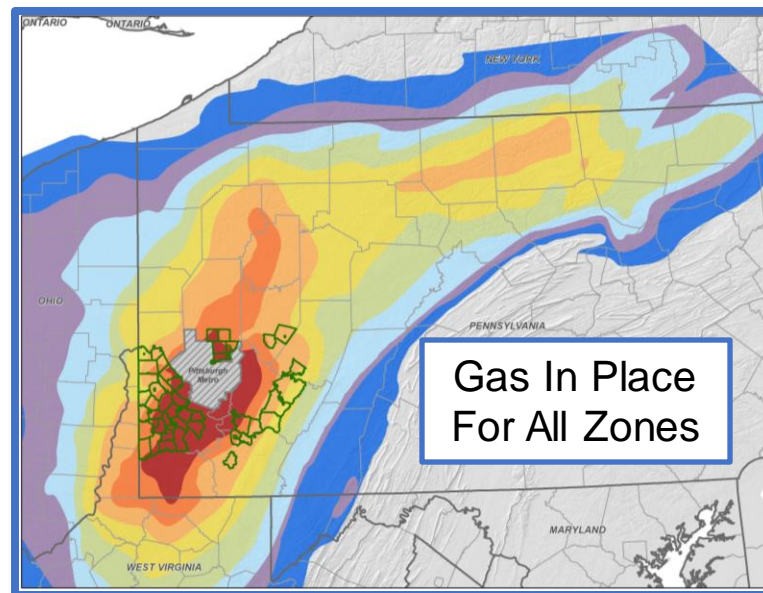 ONTARIO
ONTARIO
NEW YORK
OHIO
PENNSYLVANIA
Pittsburgh
Metro
Gas In Place
For All Zones
MARYLAND
WEST VIRGINIA